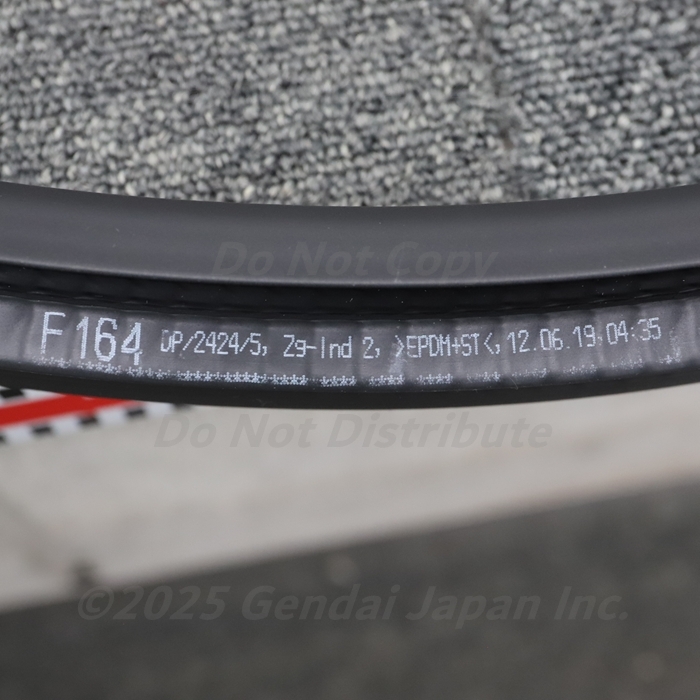 Do Not Copy
F 164 DP/2424/5, Zg-Ind 2, >EPDM+ST<, 12.06.19, 04:35
Do Not Distribute
©2025 Gendai Japan Inc.